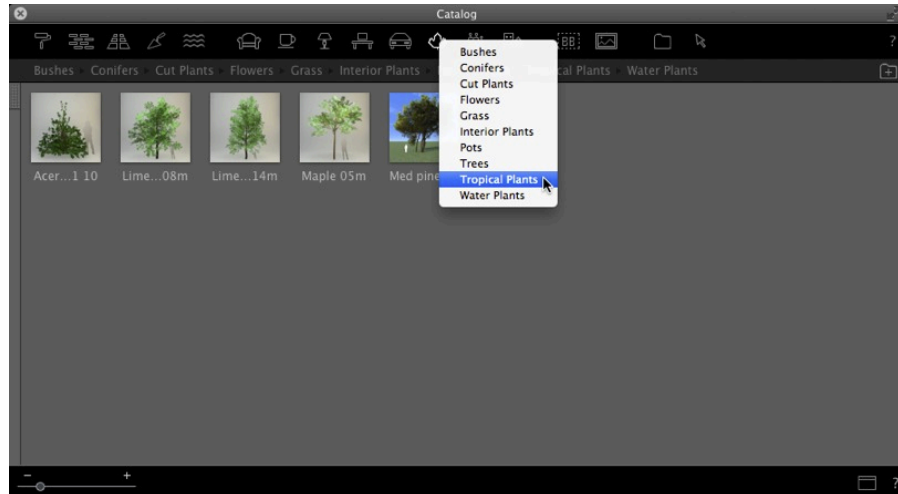 Catalog
BB
?
Bushes Conifers Cut Plants Flowers Grass Interior Plants cal Plants Water Plants
Bushes
Conifers
Cut Plants
Flowers
Grass
Interior Plants
Pots
Trees
Tropical Plants
Water Plants
Acer...1 10 Lime...08m Lime...14m Maple 05m Med pine
- +
?